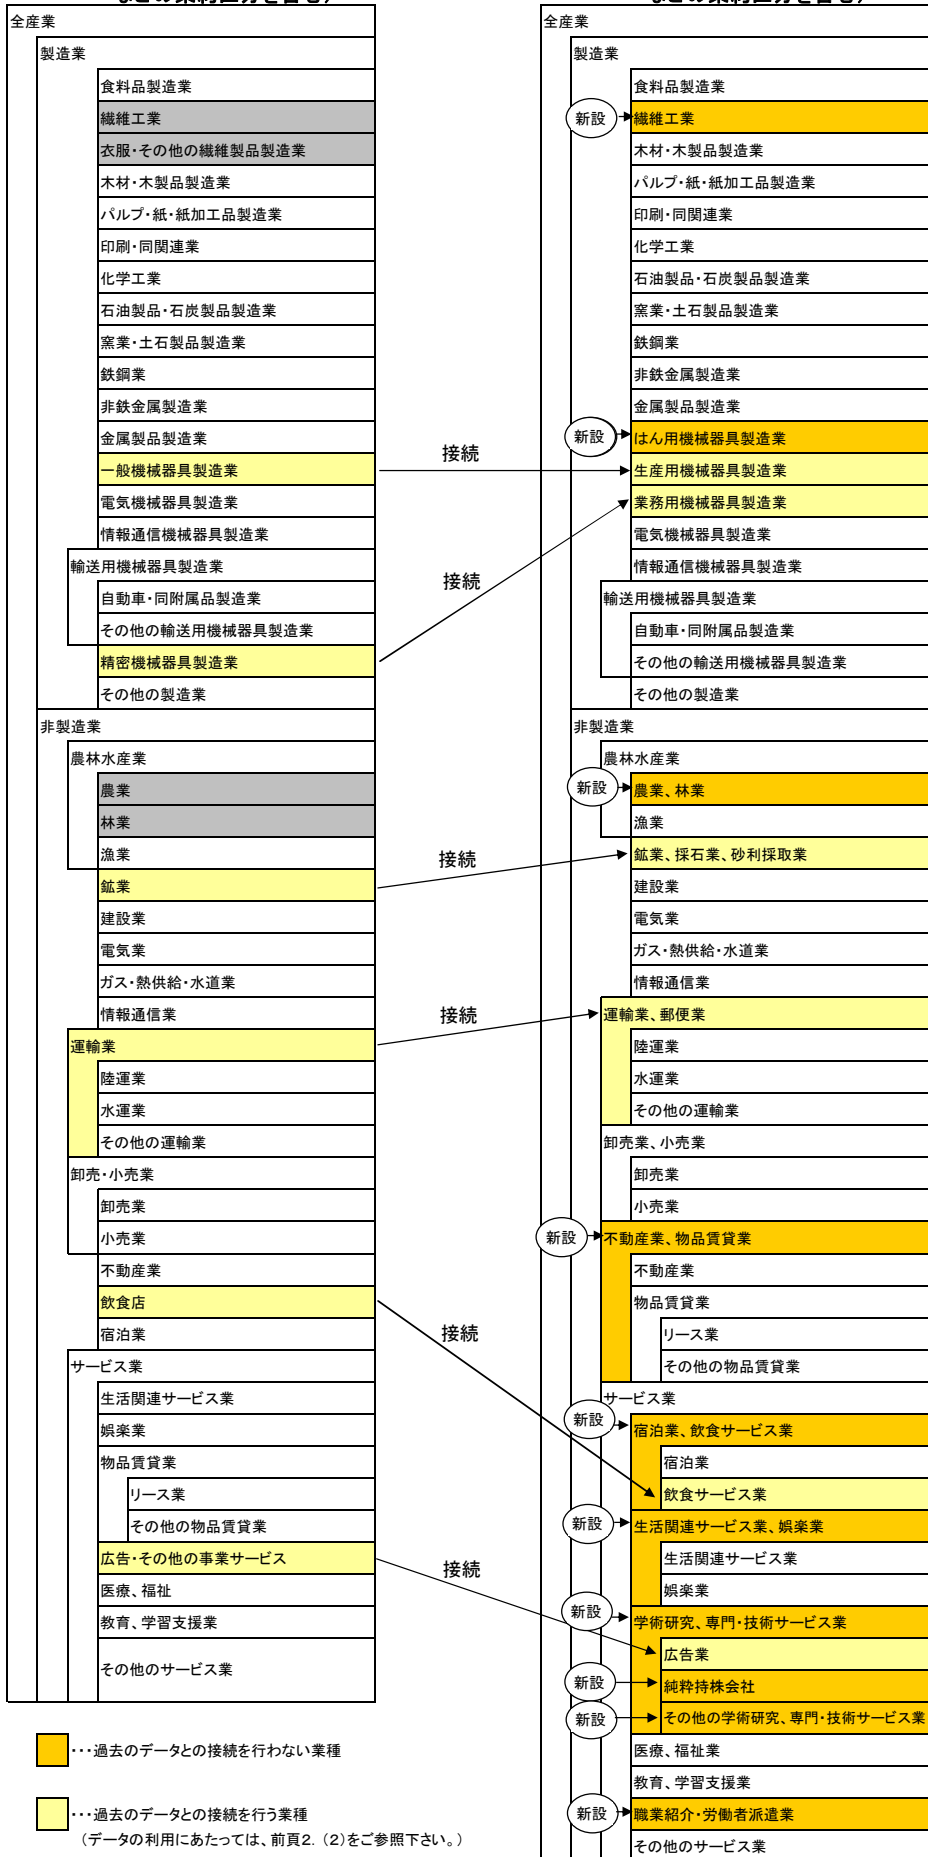 全産業
製造業
食料品製造業
繊維工業
衣服・その他の繊維製品製造業
木材・木製品製造業
パルプ・紙・紙加工品製造業
印刷・同関連業
化学工業
石油製品・石炭製品製造業
窯業・土石製品製造業
鉄鋼業
非鉄金属製造業
金属製品製造業
一般機械器具製造業
電気機械器具製造業
情報通信機械器具製造業
輸送用機械器具製造業
自動車・同附属品製造業
その他の輸送用機械器具製造業
精密機械器具製造業
その他の製造業
非製造業
農林水産業
農業
林業
漁業
鉱業
建設業
電気業
ガス・熱供給・水道業
情報通信業
運輸業
陸運業
水運業
その他の運輸業
卸売・小売業
卸売業
小売業
不動産業
飲食店
宿泊業
サービス業
生活関連サービス業
娯楽業
物品賃貸業
リース業
その他の物品賃貸業
広告・その他の事業サービス
医療、福祉
教育、学習支援業
その他のサービス業
接続
接続
接続
接続
接続
接続
全産業
製造業
食料品製造業
新設
繊維工業
木材・木製品製造業
パルプ・紙・紙加工品製造業
印刷・同関連業
化学工業
石油製品・石炭製品製造業
窯業・土石製品製造業
鉄鋼業
非鉄金属製造業
金属製品製造業
新設
はん用機械器具製造業
生産用機械器具製造業
業務用機械器具製造業
電気機械器具製造業
情報通信機械器具製造業
輸送用機械器具製造業
自動車・同附属品製造業
その他の輸送用機械器具製造業
その他の製造業
非製造業
農林水産業
新設
農業、林業
漁業
鉱業、採石業、砂利採取業
建設業
電気業
ガス・熱供給・水道業
情報通信業
運輸業、郵便業
陸運業
水運業
その他の運輸業
卸売業、小売業
卸売業
小売業
新設
不動産業、物品賃貸業
不動産業
物品賃貸業
リース業
その他の物品賃貸業
サービス業
新設
宿泊業、飲食サービス業
宿泊業
飲食サービス業
新設
生活関連サービス業、娯楽業
生活関連サービス業
娯楽業
新設
学術研究、専門・技術サービス業
広告業
新設
純粋持株会社
新設
その他の学術研究、専門・技術サービス業
医療、福祉業
教育、学習支援業
新設
職業紹介・労働者派遣業
その他のサービス業
・・・過去のデータとの接続を行わない業種
・・・過去のデータとの接続を行う業種
(データの利用にあたっては、前頁2.(2)をご参照下さい。)